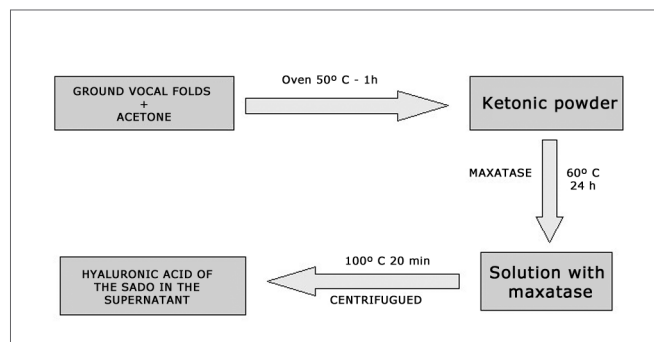 GROUND VOCAL FOLDS
+
ACETONE
Oven 50º C - 1h
Ketonic powder
MAXATASE
60º C
24 h
Solution with
maxatase
100º C 20 min
CENTRIFUGUED
HYALURONIC ACID OF
THE SADO IN THE
SUPERNATANT